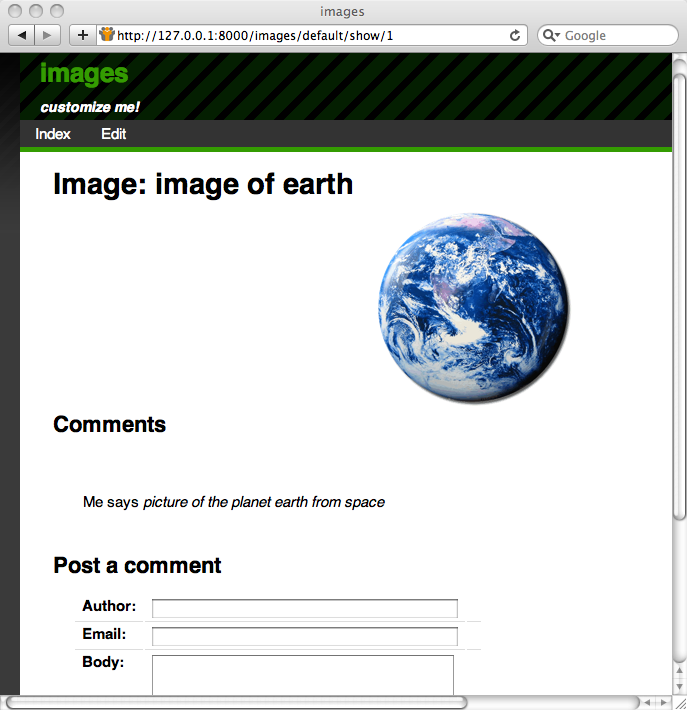 images
http://127.0.0.1:8000/images/default/show/1
Google
images
customize me!
Index Edit
Image: image of earth
Comments
Me says picture of the planet earth from space
Post a comment
Author:
Email:
Body: